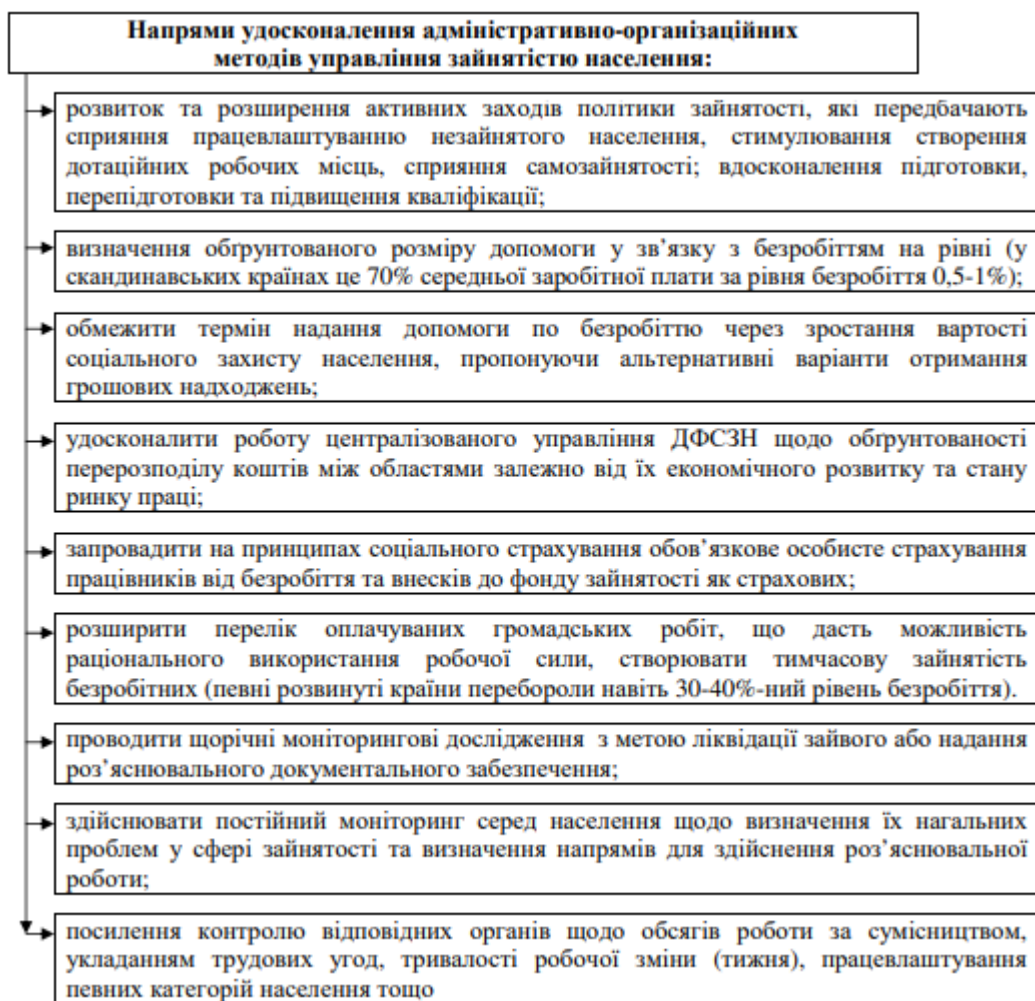 Напрями удосконалення адміністративно-організаційних
методів управління зайнятістю населення:
розвиток та розширення активних заходів політики зайнятості, які передбачають
сприяння працевлаштуванню незайнятого населення, стимулювання створення
дотаційних робочих місць, сприяння самозайнятості; вдосконалення підготовки,
перепідготовки та підвищення кваліфікації;
визначення обґрунтованого розміру допомоги у зв’язку з безробіттям на рівні (у
скандинавських країнах це 70% середньої заробітної плати за рівня безробіття 0,5-1%);
обмежити термін надання допомоги по безробіттю через зростання вартості
соціального захисту населення, пропонуючи альтернативні варіанти отримання
грошових надходжень;
удосконалити роботу централізованого управління ДФСЗН щодо обґрунтованості
перерозподілу коштів між областями залежно від їх економічного розвитку та стану
ринку праці;
запровадити на принципах соціального страхування обов’язкове особисте страхування
працівників від безробіття та внесків до фонду зайнятості як страхових;
розширити перелік оплачуваних громадських робіт, що дасть можливість
раціонального використання робочої сили, створювати тимчасову зайнятість
безробітних (певні розвинуті країни перебороли навіть 30-40%-ний рівень безробіття).
проводити щорічні моніторингові дослідження з метою ліквідації зайвого або надання
роз’яснювального документального забезпечення;
здійснювати постійний моніторинг серед населення щодо визначення їх нагальних
проблем у сфері зайнятості та визначення напрямів для здійснення роз’яснювальної
роботи;
посилення контролю відповідних органів щодо обсягів роботи за сумісництвом,
укладанням трудових угод, тривалості робочої зміни (тижня), працевлаштування
певних категорій населення тощо